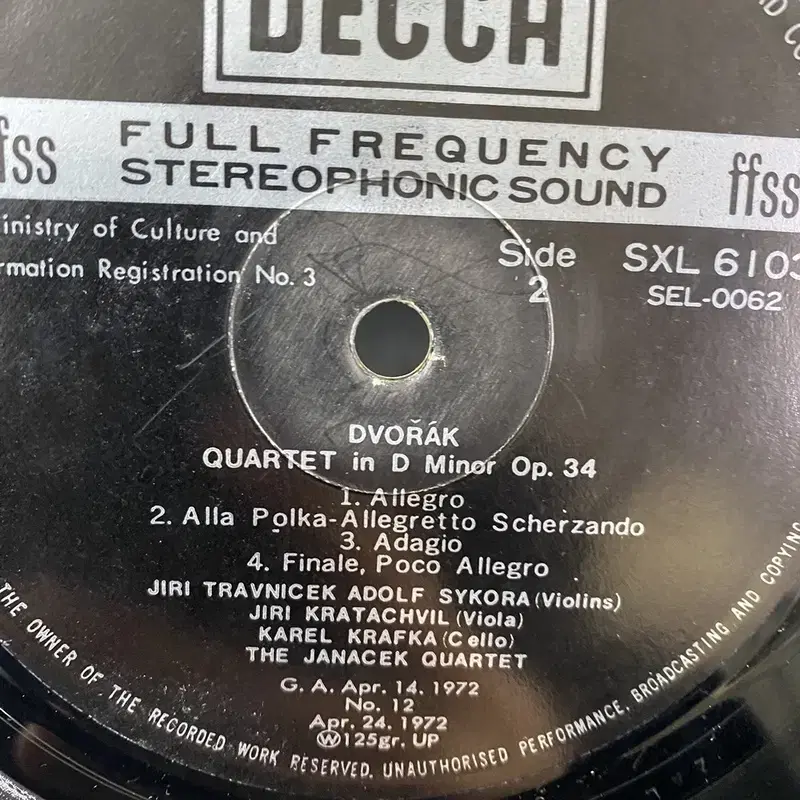 DECCA
ffss FULL FREQUENCY STEREOPHONIC SOUND ffss
inistry of Culture and
rmation Registration No. 3
Side 2
SXL 6103
SEL-0062
DVOŘÁK
QUARTET in D Minor Op. 34
1. Allegro
2. Alla Polka-Allegretto Scherzando
3. Adagio
4. Finale, Poco Allegro
JIRI TRAVNICEK ADOLF SYKORA (Violins)
JIRI KRATACHVIL (Viola)
KAREL KRAFKA (Cello)
THE JANACEK QUARTET
G. A. Apr. 14. 1972
No. 12
Apr. 24. 1972
Ⓦ125gr. UP
THE OWNER OF THE RECORDED WORK RESERVED. UNAUTHORISED PERFORMANCE, BROADCASTING AND COPYING